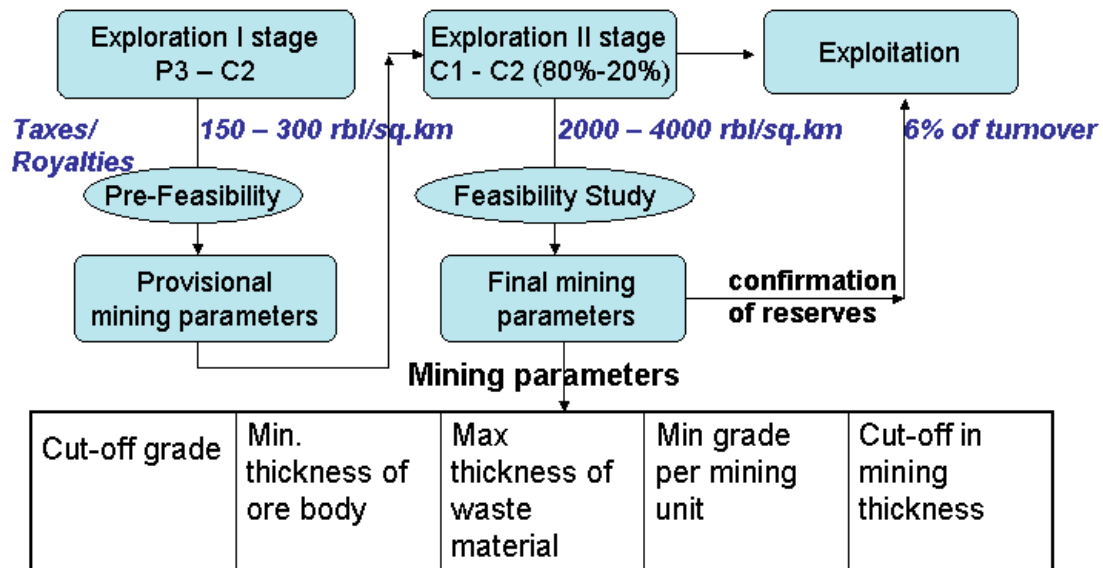 Exploration I stage
P3 – C2
Exploration II stage
C1 - C2 (80%-20%)
Exploitation
Taxes/
Royalties
150 – 300 rbl/sq.km
2000 – 4000 rbl/sq.km
6% of turnover
Pre-Feasibility
Feasibility Study
Provisional
mining parameters
Final mining
parameters
confirmation
of reserves
Mining parameters
Cut-off grade
Min.
thickness of
ore body
Max
thickness of
waste
material
Min grade
per mining
unit
Cut-off in
mining
thickness